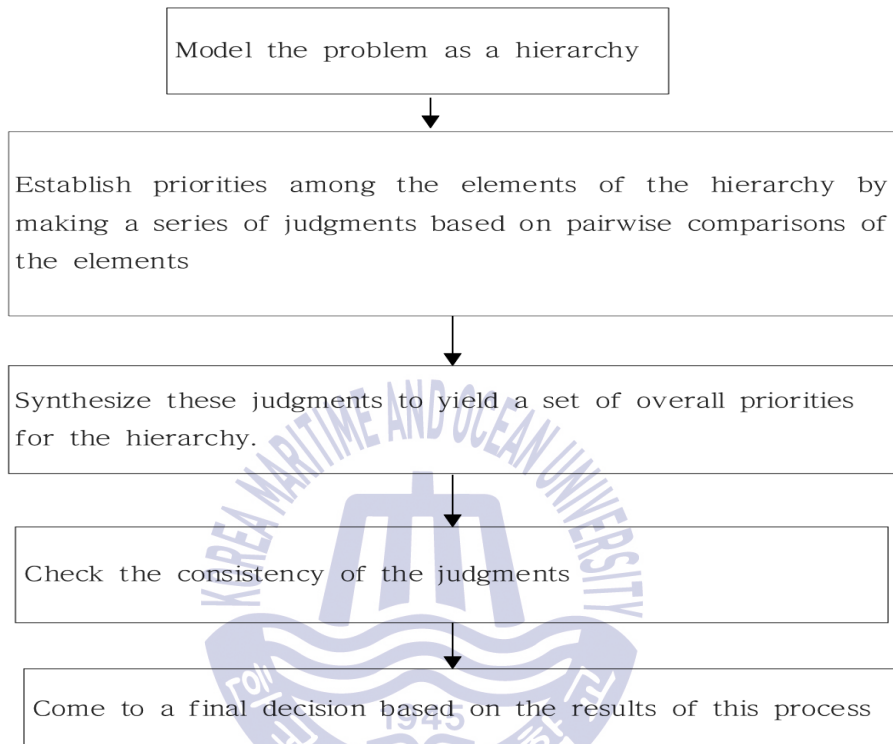 Model the problem as a hierarchy
Establish priorities among the elements of the hierarchy by
making a series of judgments based on pairwise comparisons of
the elements
Synthesize these judgments to yield a set of overall priorities
for the hierarchy.
KOREA MARITIME AND OCEAN UNIVERSITY
Check the consistency of the judgments
Come to a final decision based on the results of this process
1945